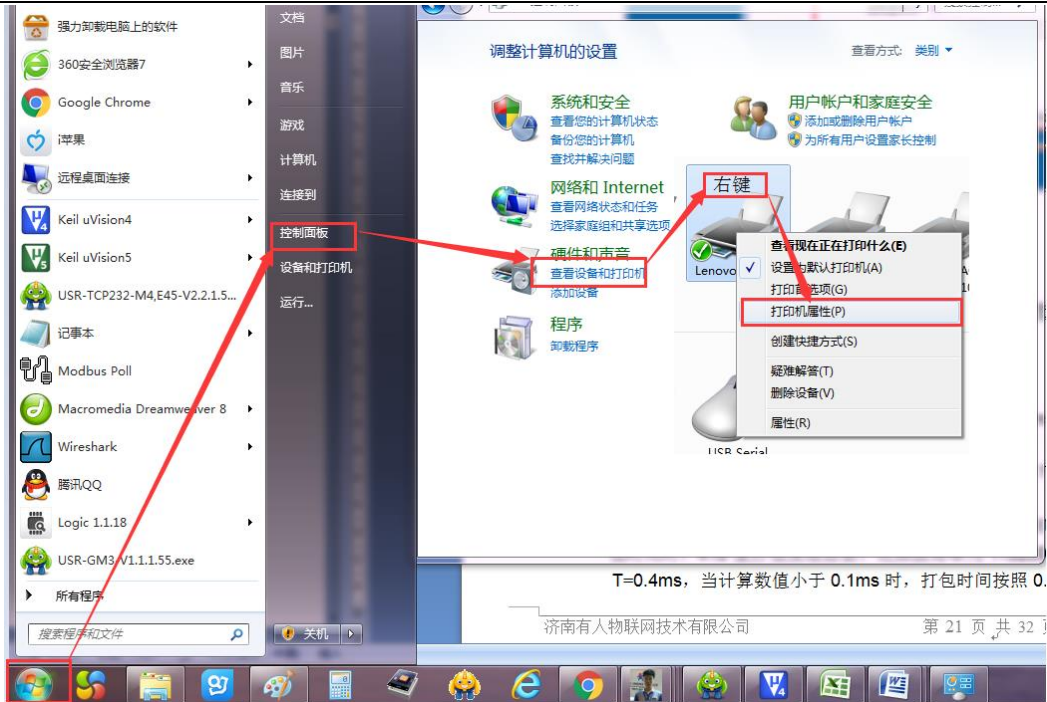 强力卸载电脑上的软件
360安全浏览器7
Google Chrome
i苹果
远程桌面连接
Keil uVision4
Keil uVision5
USR-TCP232-M4,E45-V2.2.1.5...
记事本
Modbus Poll
Macromedia Dreamweaver 8
Wireshark
腾讯QQ
Logic 1.1.18
USR-GM3-V1.1.1.55.exe
所有程序
搜索程序和文件
文档
图片
音乐
游戏
计算机
连接到
控制面板
设备和打印机
运行...
关机
调整计算机的设置
查看方式: 类别
系统和安全
查看您的计算机状态
备份您的计算机
查找并解决问题
网络和 Internet
查看网络状态和任务
选择家庭组和共享选项
硬件和声音
查看设备和打印机
添加设备
程序
卸载程序
用户帐户和家庭安全
添加或删除用户帐户
为所有用户设置家长控制
右键
Lenovo
查看现在正在打印什么(E)
设置为默认打印机(A)
打印首选项(G)
打印机属性(P)
创建快捷方式(S)
疑难解答(T)
删除设备(V)
属性(R)
USB Serial
T=0.4ms，当计算数值小于 0.1ms 时，打包时间按照 0.
济南有人物联网技术有限公司
第 21 页 共 32